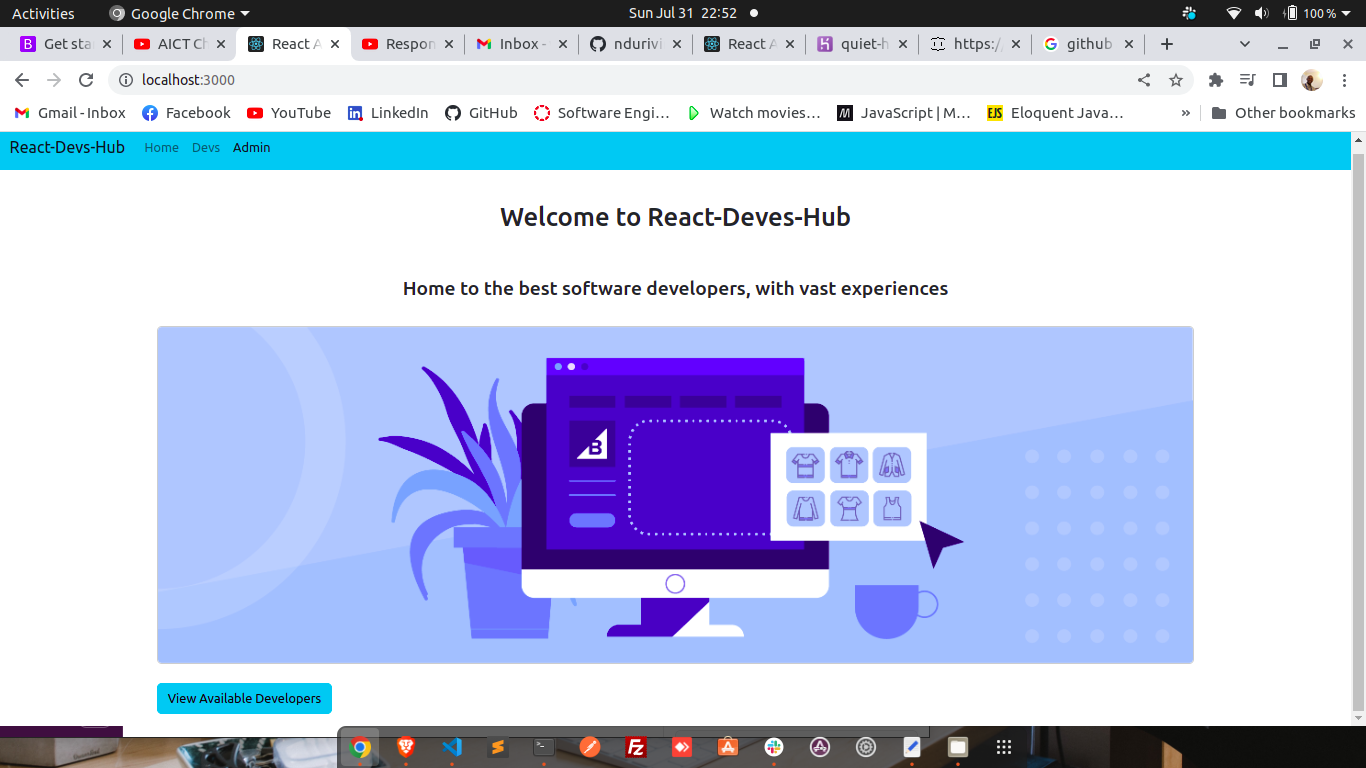 Activities Google Chrome Sun Jul 31 22:52 100 %
Get sta AICT Ch React A Respon Inbox - ndurivi React A quiet-h https:/ github
localhost:3000
Gmail - Inbox Facebook YouTube LinkedIn GitHub Software Engi… Watch movies… JavaScript | M… Eloquent Java… » Other bookmarks
React-Devs-Hub Home Devs Admin
Welcome to React-Deves-Hub
Home to the best software developers, with vast experiences
B
View Available Developers